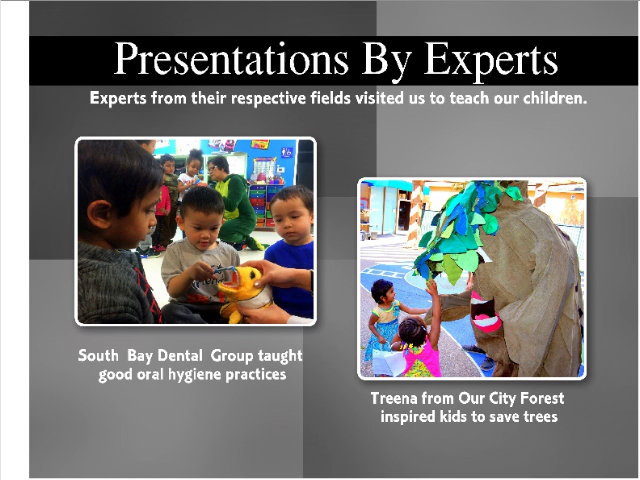 Presentations By Experts
Experts from their respective fields visited us to teach our children.
South Bay Dental Group taught
good oral hygiene practices
Treena from Our City Forest
inspired kids to save trees